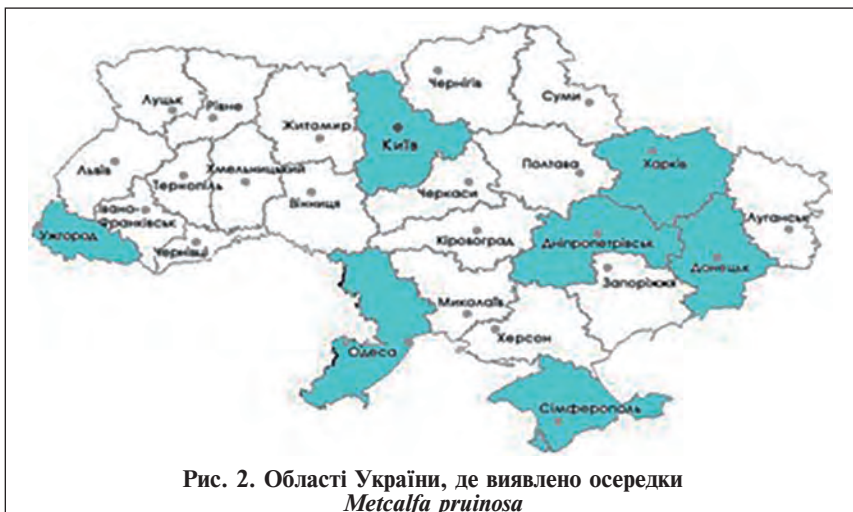 Чернігів
Луцьк
Рівне
Суми
Житомир
Київ
Харків
Львів
Тернопіль
Хмельницький
Полтава
Черкаси
Вінниця
Луганськ
Івано-
Франківськ
Ужгород
Чернівці
Кіровоград
Дніпропетрівськ
Донецьк
Запоріжжя
Миколаїв
Херсон
Одеса
Сімферополь
Рис. 2. Області України, де виявлено осередки
Metcalfa pruinosa